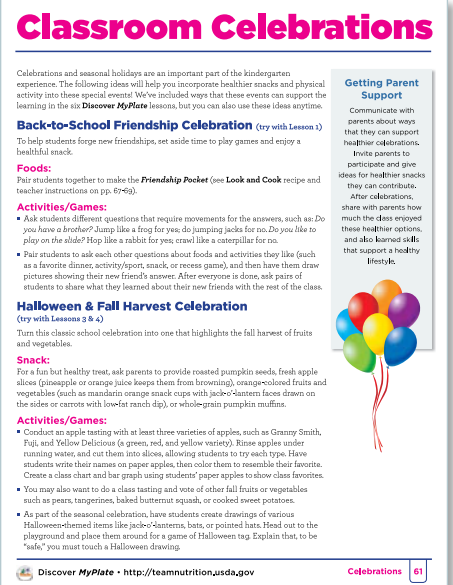 Classroom Celebrations
Celebrations and seasonal holidays are an important part of the kindergarten
experience. The following ideas will help you incorporate healthier snacks and physical
activity into these special events! We've included ways that these events can support the
learning in the six Discover MyPlate lessons, but you can also use these ideas anytime.
Back-to-School Friendship Celebration (try with Lesson 1)
To help students forge new friendships, set aside time to play games and enjoy a
healthful snack.
Foods:
Pair students together to make the Friendship Pocket (see Look and Cook recipe and
teacher instructions on pp. 67-69).
Activities/Games:
▪ Ask students different questions that require movements for the answers, such as: Do
you have a brother? Jump like a frog for yes; do jumping jacks for no. Do you like to
play on the slide? Hop like a rabbit for yes; crawl like a caterpillar for no.
▪ Pair students to ask each other questions about foods and activities they like (such
as a favorite dinner, activity/sport, snack, or recess game), and then have them draw
pictures showing their new friend's answers. After everyone is done, ask pairs of
students to share what they learned about their new friends with the rest of the class.
Halloween & Fall Harvest Celebration
(try with Lessons 3 & 4)
Turn this classic school celebration into one that highlights the fall harvest of fruits
and vegetables.
Snack:
For a fun but healthy treat, ask parents to provide roasted pumpkin seeds, fresh apple
slices (pineapple or orange juice keeps them from browning), orange-colored fruits and
vegetables (such as mandarin orange snack cups with jack-o'-lantern faces drawn on
the sides or carrots with low-fat ranch dip), or whole-grain pumpkin muffins.
Activities/Games:
▪ Conduct an apple tasting with at least three varieties of apples, such as Granny Smith,
Fuji, and Yellow Delicious (a green, red, and yellow variety). Rinse apples under
running water, and cut them into slices, allowing students to try each type. Have
students write their names on paper apples, then color them to resemble their favorite.
Create a class chart and bar graph using students' paper apples to show class favorites.
▪ You may also want to do a class tasting and vote of other fall fruits or vegetables
such as pears, tangerines, baked butternut squash, or cooked sweet potatoes.
▪ As part of the seasonal celebration, have students create drawings of various
Halloween-themed items like jack-o'-lanterns, bats, or pointed hats. Head out to the
playground and place them around for a game of Halloween tag. Explain that, to be
"safe," you must touch a Halloween drawing.
Getting Parent
Support
Communicate with
parents about ways
that they can support
healthier celebrations.
Invite parents to
participate and give
ideas for healthier snacks
they can contribute.
After celebrations,
share with parents how
much the class enjoyed
these healthier options,
and also learned skills
that support a healthy
lifestyle.
Discover MyPlate • http://teamnutrition.usda.gov
Celebrations 61